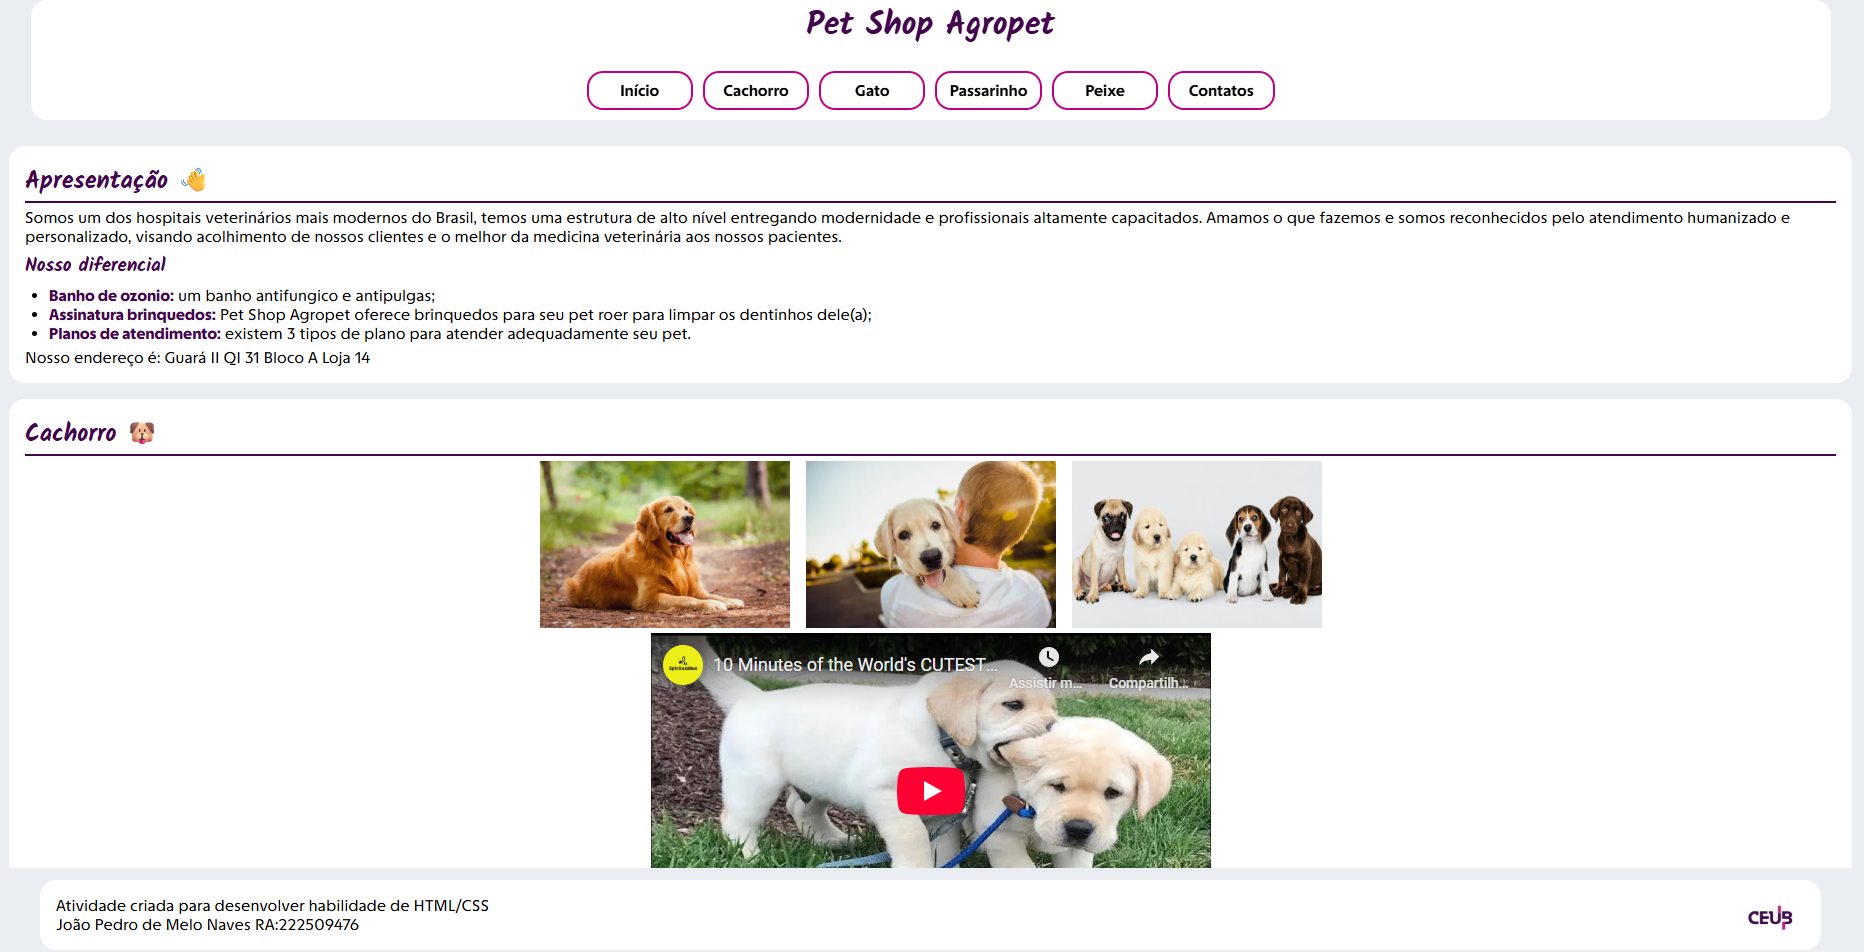 Pet Shop Agropet
Início
Cachorro
Gato
Passarinho
Peixe
Contatos
Apresentação 👋
Somos um dos hospitais veterinários mais modernos do Brasil, temos uma estrutura de alto nível entregando modernidade e profissionais altamente capacitados. Amamos o que fazemos e somos reconhecidos pelo atendimento humanizado e
personalizado, visando acolhimento de nossos clientes e o melhor da medicina veterinária aos nossos pacientes.
Nosso diferencial
• Banho de ozonio: um banho antifungico e antipulgas;
• Assinatura brinquedos: Pet Shop Agropet oferece brinquedos para seu pet roer para limpar os dentinhos dele(a);
• Planos de atendimento: existem 3 tipos de plano para atender adequadamente seu pet.
Nosso endereço é: Guará II QI 31 Bloco A Loja 14
Cachorro 🐶
10 Minutes of the World's CUTEST...
Assistir m...
Compartilh...
Atividade criada para desenvolver habilidade de HTML/CSS
João Pedro de Melo Naves RA:222509476
CEUB